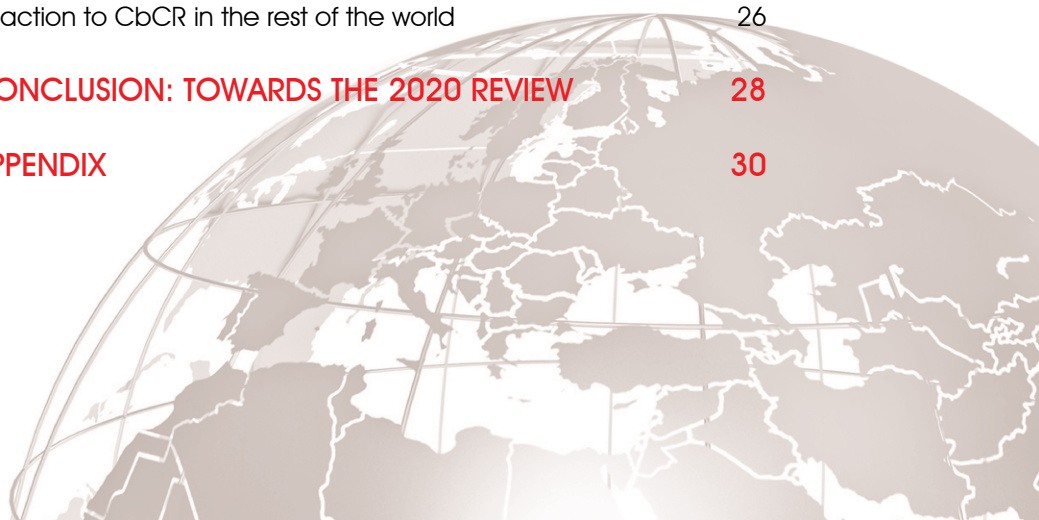 action to CbCR in the rest of the world 26
ONCLUSION: TOWARDS THE 2020 REVIEW 28
PPENDIX 30